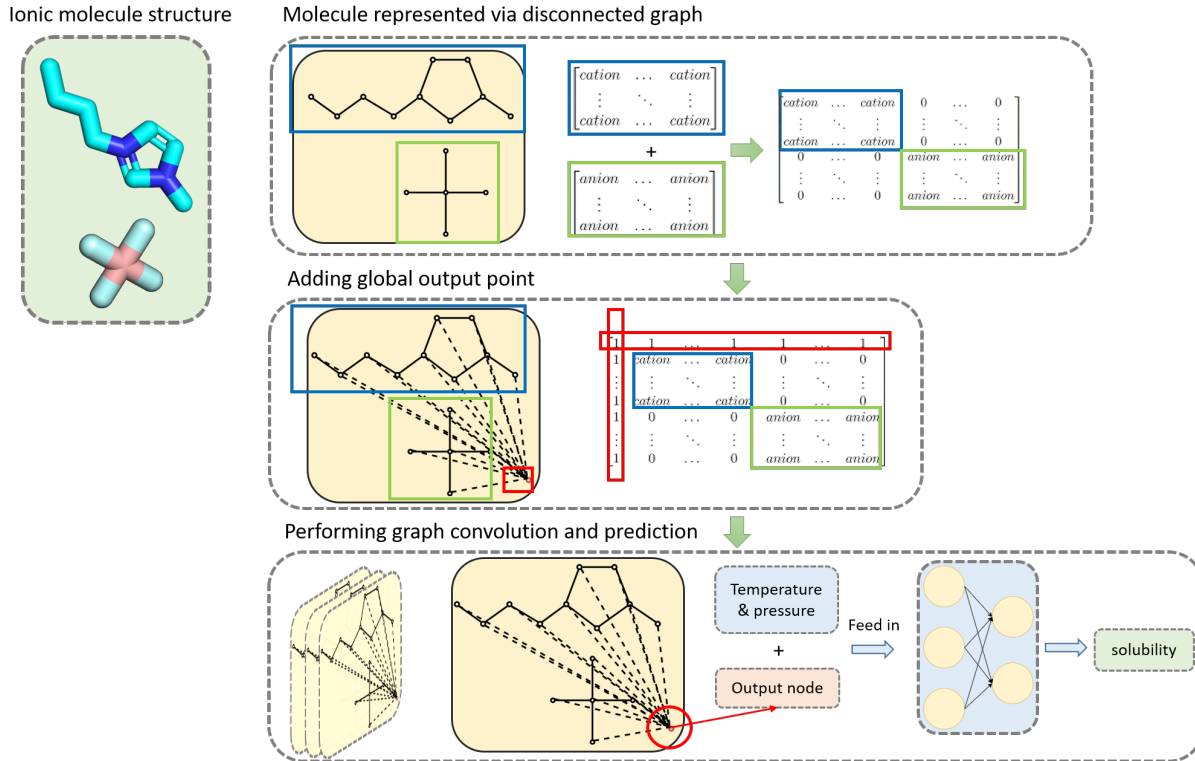 Ionic molecule structure
Molecule represented via disconnected graph
cation … cation
⋮ ⋱ ⋮
cation … cation
+
anion … anion
⋮ ⋱ ⋮
anion … anion
cation … cation 0 … 0
⋮ ⋱ ⋮ ⋮ ⋱ ⋮
cation … cation 0 … 0
0 … 0 anion … anion
⋮ ⋱ ⋮ ⋮ ⋱ ⋮
0 … 0 anion … anion
Adding global output point
1 1 … 1 1 … 1
1 cation … cation 0 … 0
⋮ ⋮ ⋱ ⋮ ⋮ ⋱ ⋮
1 cation … cation 0 … 0
1 0 … 0 anion … anion
⋮ ⋮ ⋱ ⋮ ⋮ ⋱ ⋮
1 0 … 0 anion … anion
Performing graph convolution and prediction
Temperature
& pressure
+
Output node
Feed in
solubility